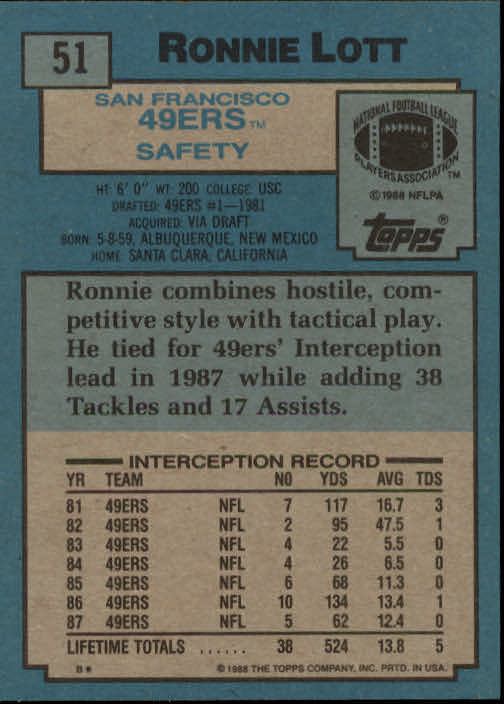 51
RONNIE LOTT
SAN FRANCISCO
49ERS TM
SAFETY
HT: 6' 0" WT: 200 COLLEGE: USC
DRAFTED: 49ERS #1—1981
ACQUIRED: VIA DRAFT
BORN: 5-8-59, ALBUQUERQUE, NEW MEXICO
HOME: SANTA CLARA, CALIFORNIA
NATIONAL FOOTBALL LEAGUE
PLAYERS ASSOCIATION TM
© 1988 NFLPA
Topps®
Ronnie combines hostile, com-
petitive style with tactical play.
He tied for 49ers' Interception
lead in 1987 while adding 38
Tackles and 17 Assists.
INTERCEPTION RECORD
YR TEAM NO YDS AVG TDS
81 49ERS NFL 7 117 16.7 3
82 49ERS NFL 2 95 47.5 1
83 49ERS NFL 4 22 5.5 0
84 49ERS NFL 4 26 6.5 0
85 49ERS NFL 6 68 11.3 0
86 49ERS NFL 10 134 13.4 1
87 49ERS NFL 5 62 12.4 0
LIFETIME TOTALS ...... 38 524 13.8 5
B* © 1988 THE TOPPS COMPANY, INC. PRTD. IN USA.